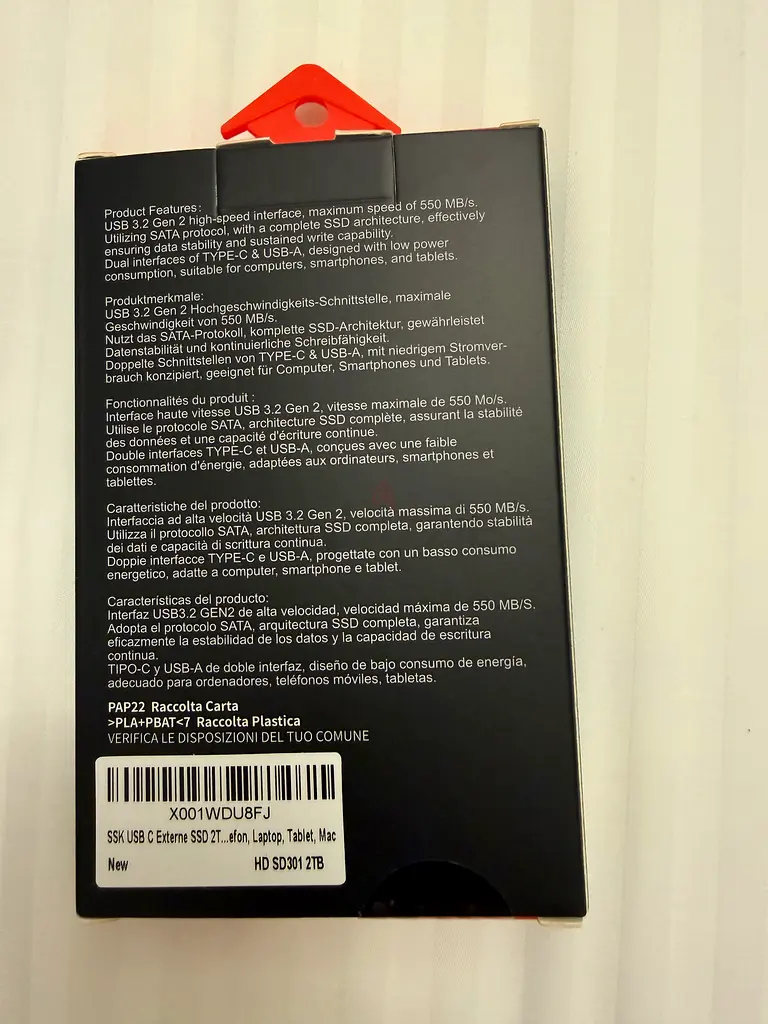 Product Features:
USB 3.2 Gen 2 high-speed interface, maximum speed of 550 MB/s.
Utilizing SATA protocol, with a complete SSD architecture, effectively
ensuring data stability and sustained write capability.
Dual interfaces of TYPE-C & USB-A, designed with low power
consumption, suitable for computers, smartphones, and tablets.
Produktmerkmale:
USB 3.2 Gen 2 Hochgeschwindigkeits-Schnittstelle, maximale
Geschwindigkeit von 550 MB/s.
Nutzt das SATA-Protokoll, komplette SSD-Architektur, gewährleistet
Datenstabilität und kontinuierliche Schreibfähigkeit.
Doppelte Schnittstellen von TYPE-C & USB-A, mit niedrigem Stromver-
brauch konzipiert, geeignet für Computer, Smartphones und Tablets.
Fonctionnalités du produit :
Interface haute vitesse USB 3.2 Gen 2, vitesse maximale de 550 Mo/s.
Utilise le protocole SATA, architecture SSD complète, assurant la stabilité
des données et une capacité d'écriture continue.
Double interfaces TYPE-C et USB-A, conçues avec une faible
consommation d'énergie, adaptées aux ordinateurs, smartphones et
tablettes.
Caratteristiche del prodotto:
Interfaccia ad alta velocità USB 3.2 Gen 2, velocità massima di 550 MB/s.
Utilizza il protocollo SATA, architettura SSD completa, garantendo stabilità
dei dati e capacità di scrittura continua.
Doppie interfacce TYPE-C e USB-A, progettate con un basso consumo
energetico, adatte a computer, smartphone e tablet.
Características del producto:
Interfaz USB3.2 GEN2 de alta velocidad, velocidad máxima de 550 MB/S.
Adopta el protocolo SATA, arquitectura SSD completa, garantiza
eficazmente la estabilidad de los datos y la capacidad de escritura
continua.
TIPO-C y USB-A de doble interfaz, diseño de bajo consumo de energía,
adecuado para ordenadores, teléfonos móviles, tabletas.
PAP22 Raccolta Carta
>PLA+PBAT<7 Raccolta Plastica
VERIFICA LE DISPOSIZIONI DEL TUO COMUNE
X001WDU8FJ
SSK USB C Externe SSD 2T...efon, Laptop, Tablet, Mac
New HD SD301 2TB